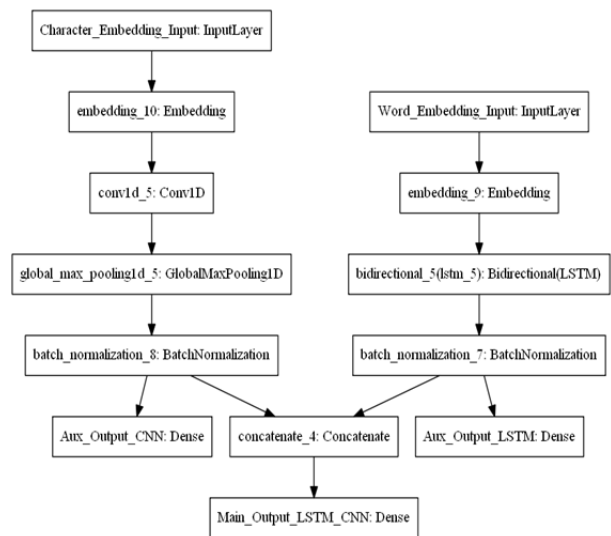 Character_Embedding_Input: InputLayer
embedding_10: Embedding
Word_Embedding_Input: InputLayer
conv1d_5: Conv1D
embedding_9: Embedding
global_max_pooling1d_5: GlobalMaxPooling1D
bidirectional_5(lstm_5): Bidirectional(LSTM)
batch_normalization_8: BatchNormalization
batch_normalization_7: BatchNormalization
Aux_Output_CNN: Dense
concatenate_4: Concatenate
Aux_Output_LSTM: Dense
Main_Output_LSTM_CNN: Dense